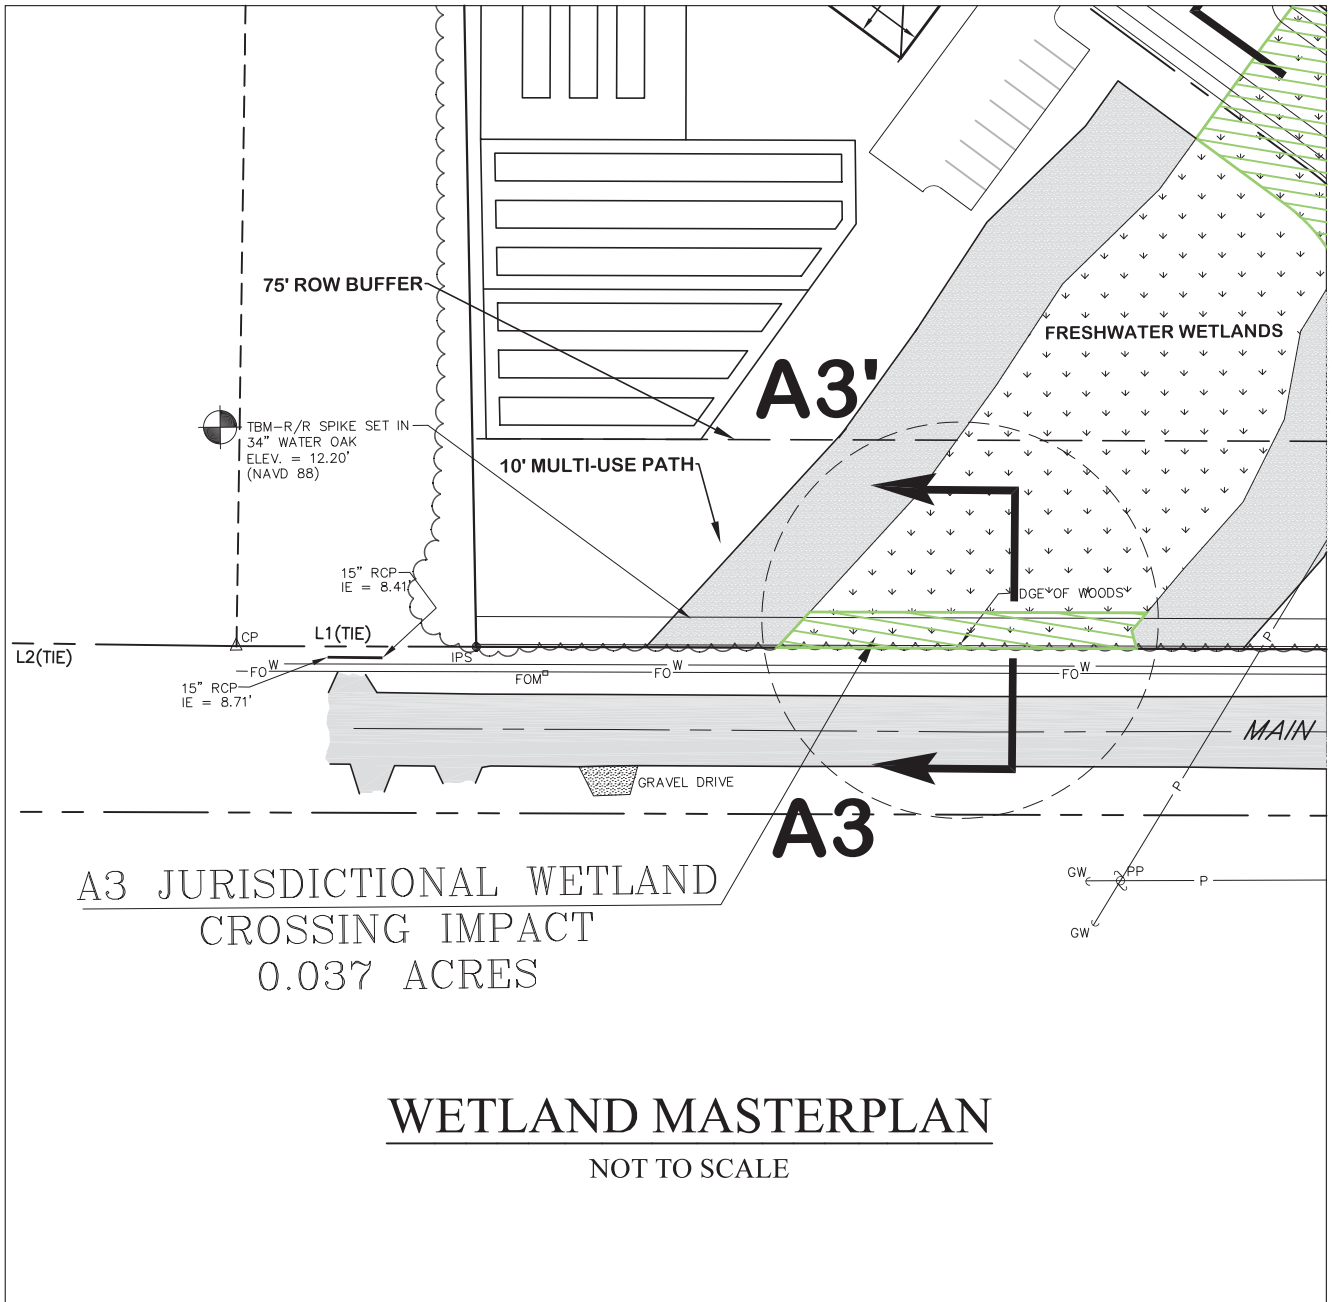 75' ROW BUFFER
FRESHWATER WETLANDS
A3'
TBM-R/R SPIKE SET IN
34" WATER OAK
ELEV. = 12.20'
(NAVD 88)
10' MULTI-USE PATH
15" RCP
IE = 8.41'
DGE OF WOODS
CP
L1(TIE)
L2(TIE)
IPS
FO
W
FOM
FO
W
FO
W
15" RCP
IE = 8.71'
MAIN
GRAVEL DRIVE
P
P
A3
A3 JURISDICTIONAL WETLAND
CROSSING IMPACT
0.037 ACRES
GW
PP
P
GW
WETLAND MASTERPLAN
NOT TO SCALE